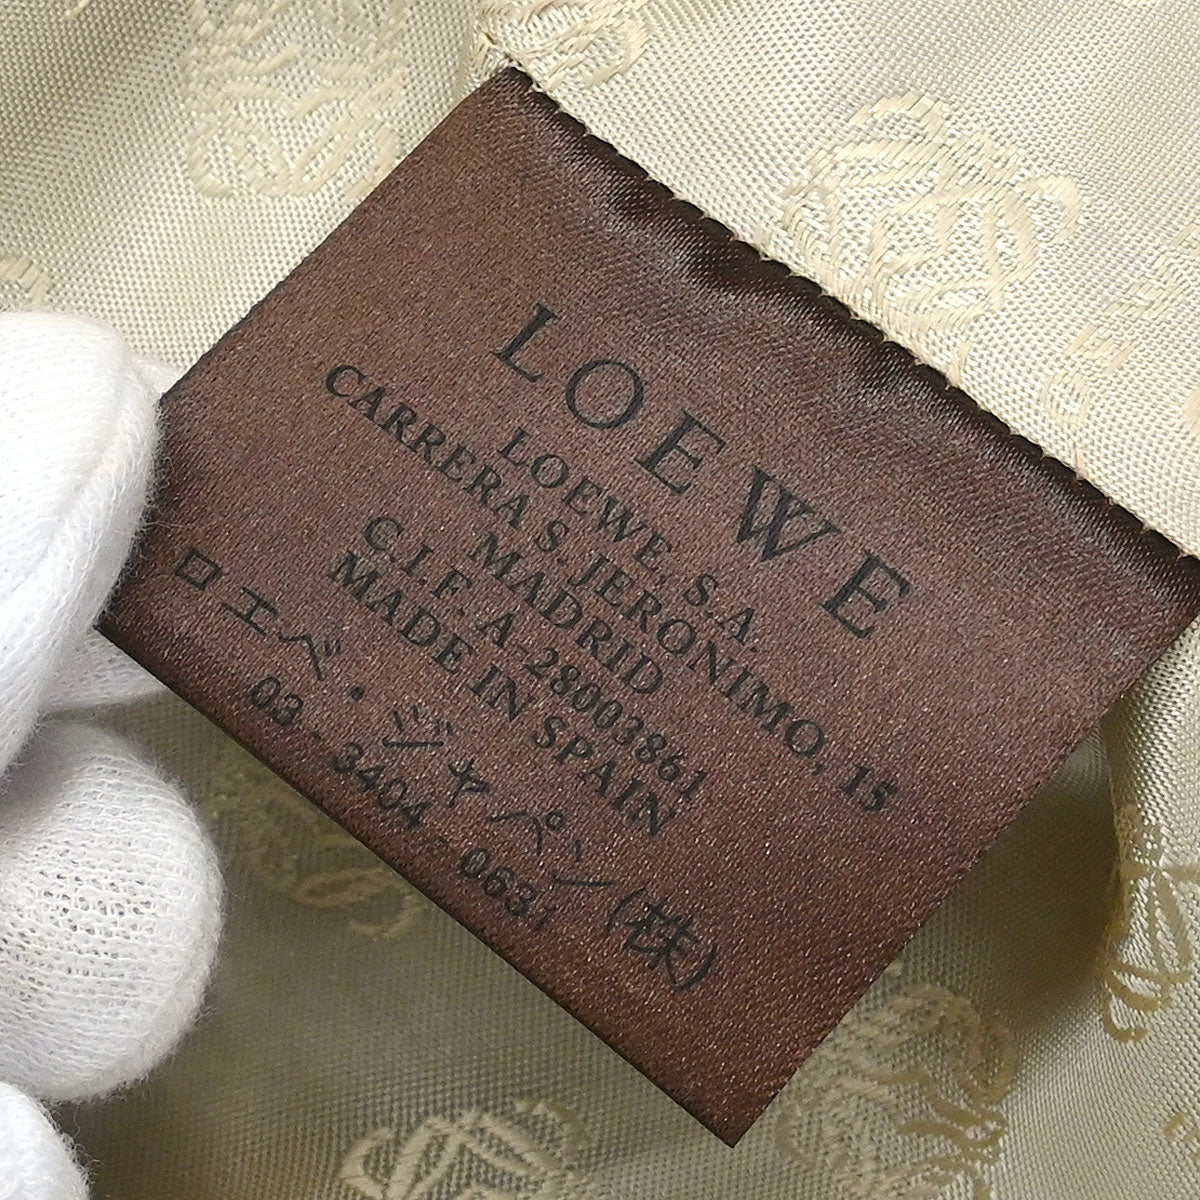 LOEWE
LOEWE, S.A.
CARRERA S. JERONIMO, 15
MADRID
C.I.F. A-28003861
MADE IN SPAIN
ロエベ・ジャパン(株)
03-3404-0631